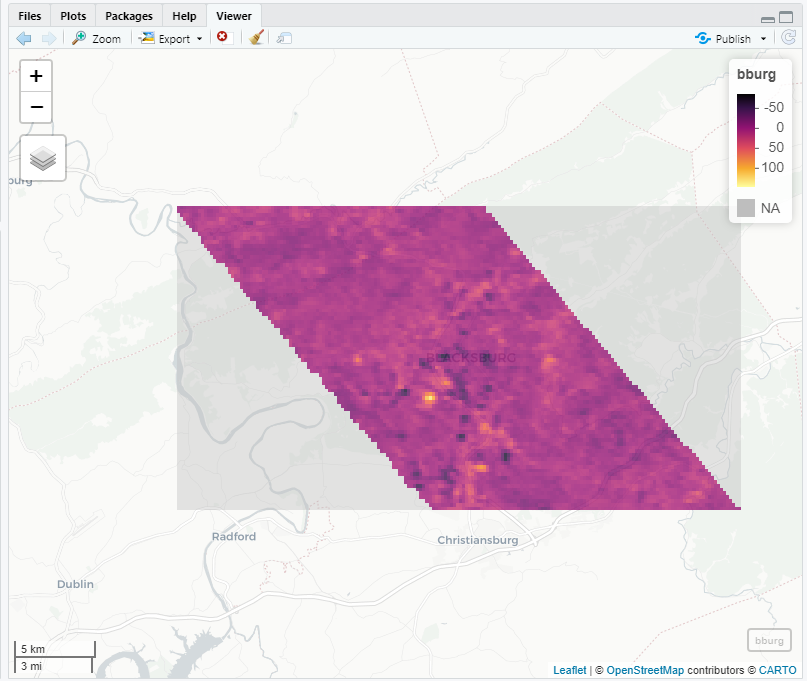 Files Plots Packages Help Viewer
Zoom Export Publish
+
−
bburg
-50
0
50
100
NA
burg
BLACKSBURG
Radford
Christiansburg
Dublin
bburg
5 km
3 mi
Leaflet | © OpenStreetMap contributors © CARTO